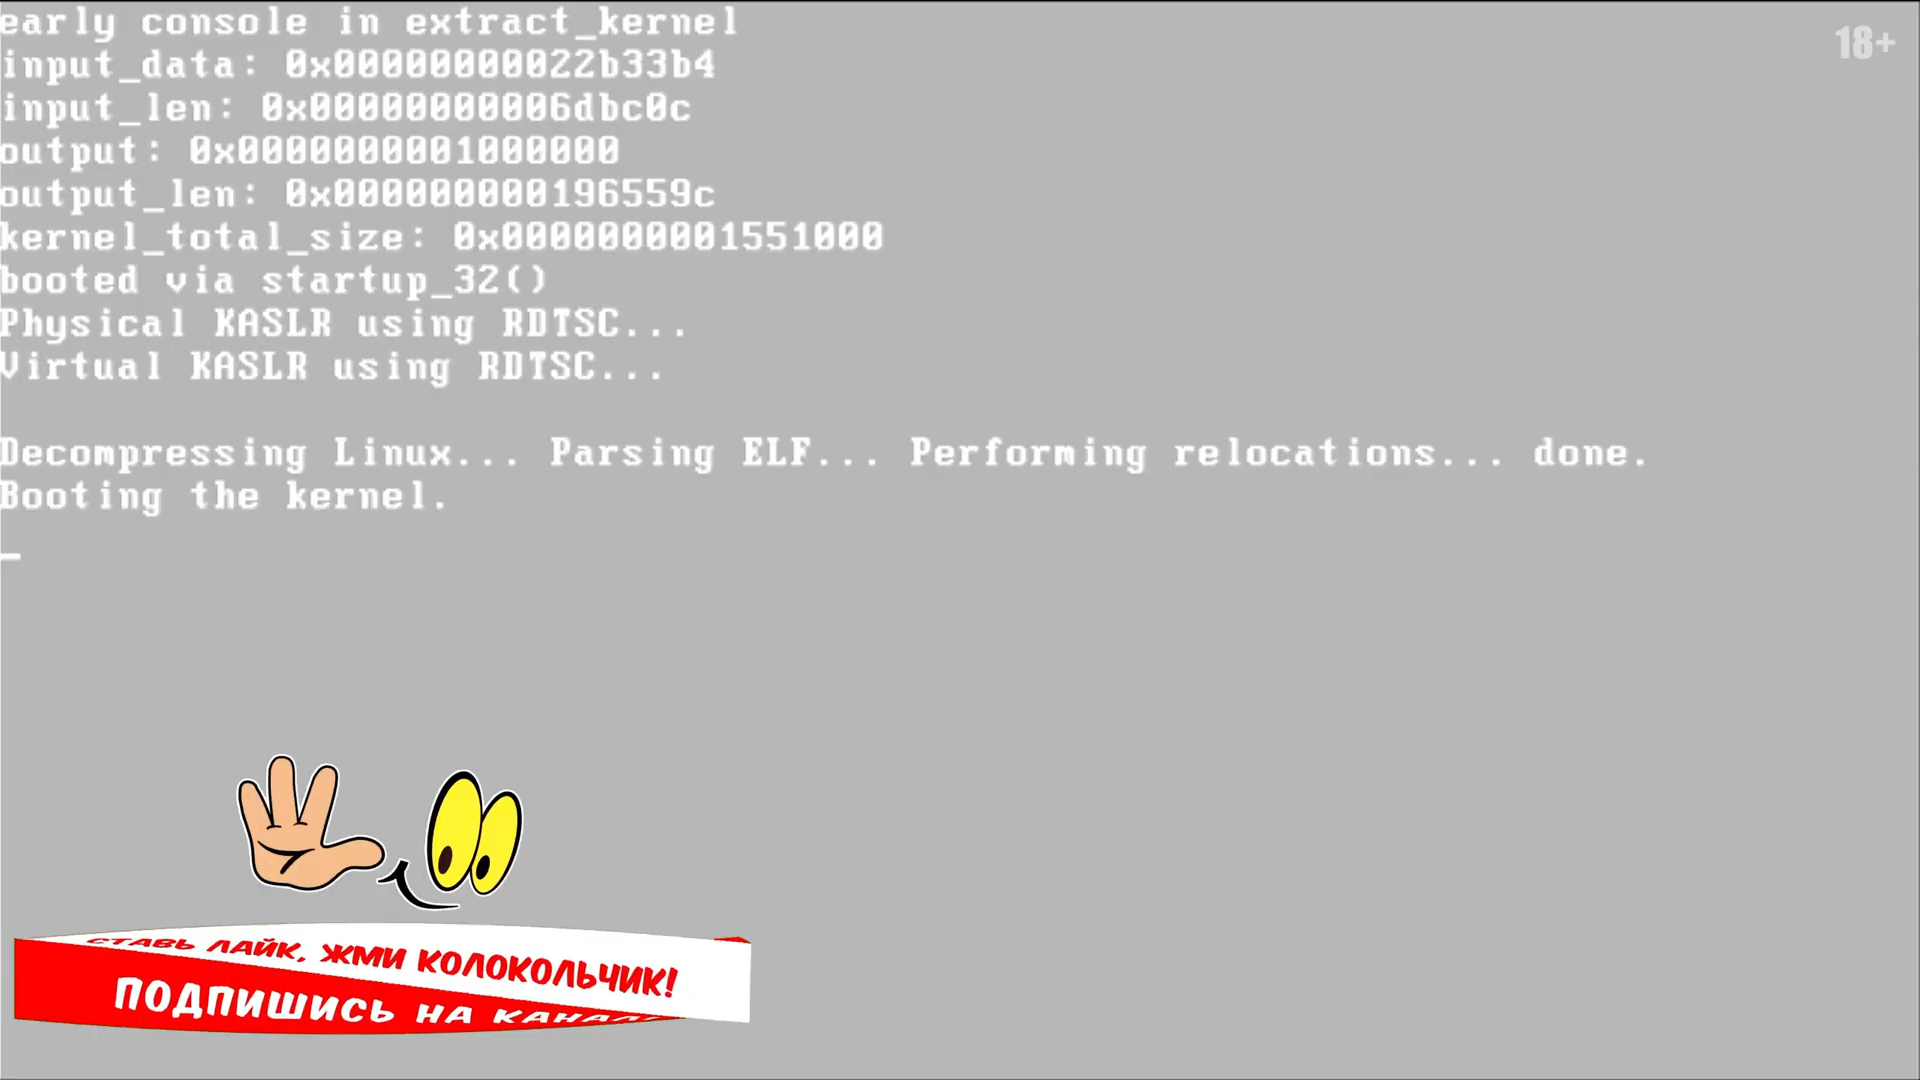 early console in extract_kernel
18+
input_data: 0x00000000022b33b4
input_len: 0x00000000006dbc0c
output: 0x0000000001000000
output_len: 0x000000000196559c
kernel_total_size: 0x0000000001551000
booted via startup_32()
Physical KASLR using RDTSC...
Virtual KASLR using RDTSC...
Decompressing Linux... Parsing ELF... Performing relocations... done.
Booting the kernel.
СТАВЬ ЛАЙК, ЖМИ КОЛОКОЛЬЧИК!
ПОДПИШИСЬ НА КАНАЛ